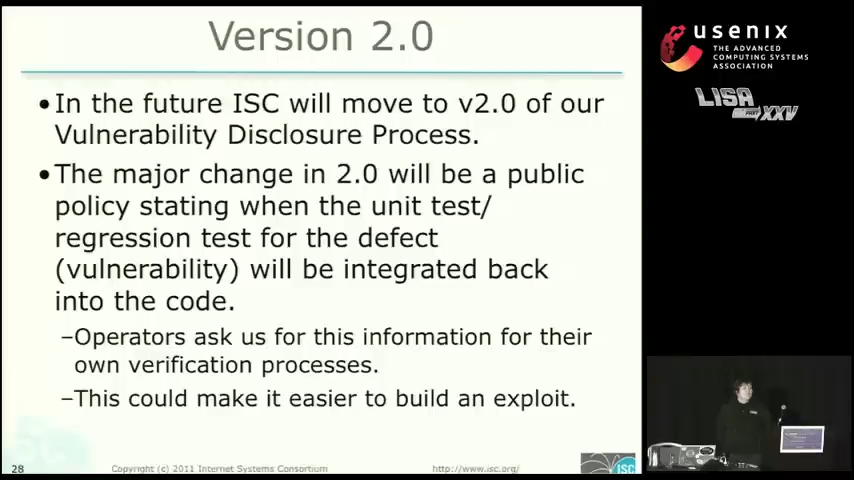 Version 2.0
•In the future ISC will move to v2.0 of our
Vulnerability Disclosure Process.
•The major change in 2.0 will be a public
policy stating when the unit test/
regression test for the defect
(vulnerability) will be integrated back
into the code.
–Operators ask us for this information for their
own verification processes.
–This could make it easier to build an exploit.
28
Copyright (c) 2011 Internet Systems Consortium
http://www.isc.org/
ISC
usenix
THE ADVANCED
COMPUTING SYSTEMS
ASSOCIATION
LISA
XXV